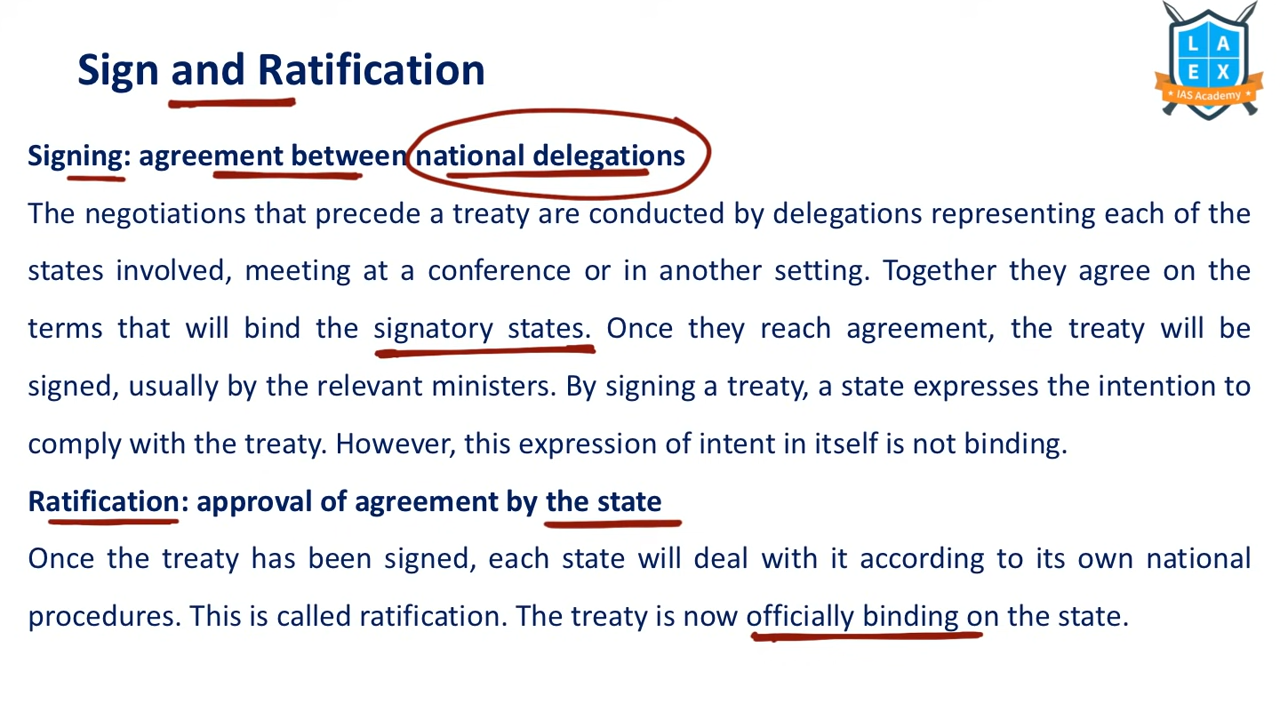 Sign and Ratification
L A
E X
IAS Academy
Signing: agreement between national delegations
The negotiations that precede a treaty are conducted by delegations representing each of the
states involved, meeting at a conference or in another setting. Together they agree on the
terms that will bind the signatory states. Once they reach agreement, the treaty will be
signed, usually by the relevant ministers. By signing a treaty, a state expresses the intention to
comply with the treaty. However, this expression of intent in itself is not binding.
Ratification: approval of agreement by the state
Once the treaty has been signed, each state will deal with it according to its own national
procedures. This is called ratification. The treaty is now officially binding on the state.